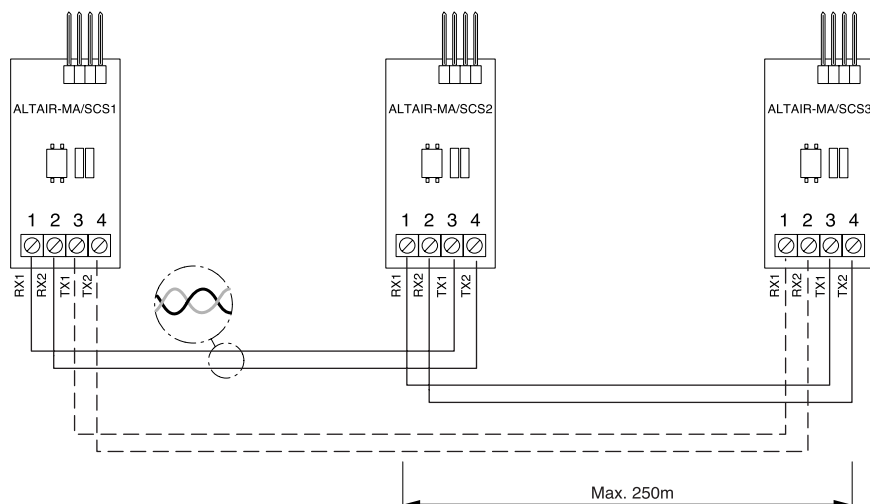 ALTAIR-MA/SCS1
ALTAIR-MA/SCS2
ALTAIR-MA/SCS3
1 2 3 4
1 2 3 4
1 2 3 4
RX1 RX2 TX1 TX2
RX1 RX2 TX1 TX2
RX1 RX2 TX1 TX2
Max. 250m